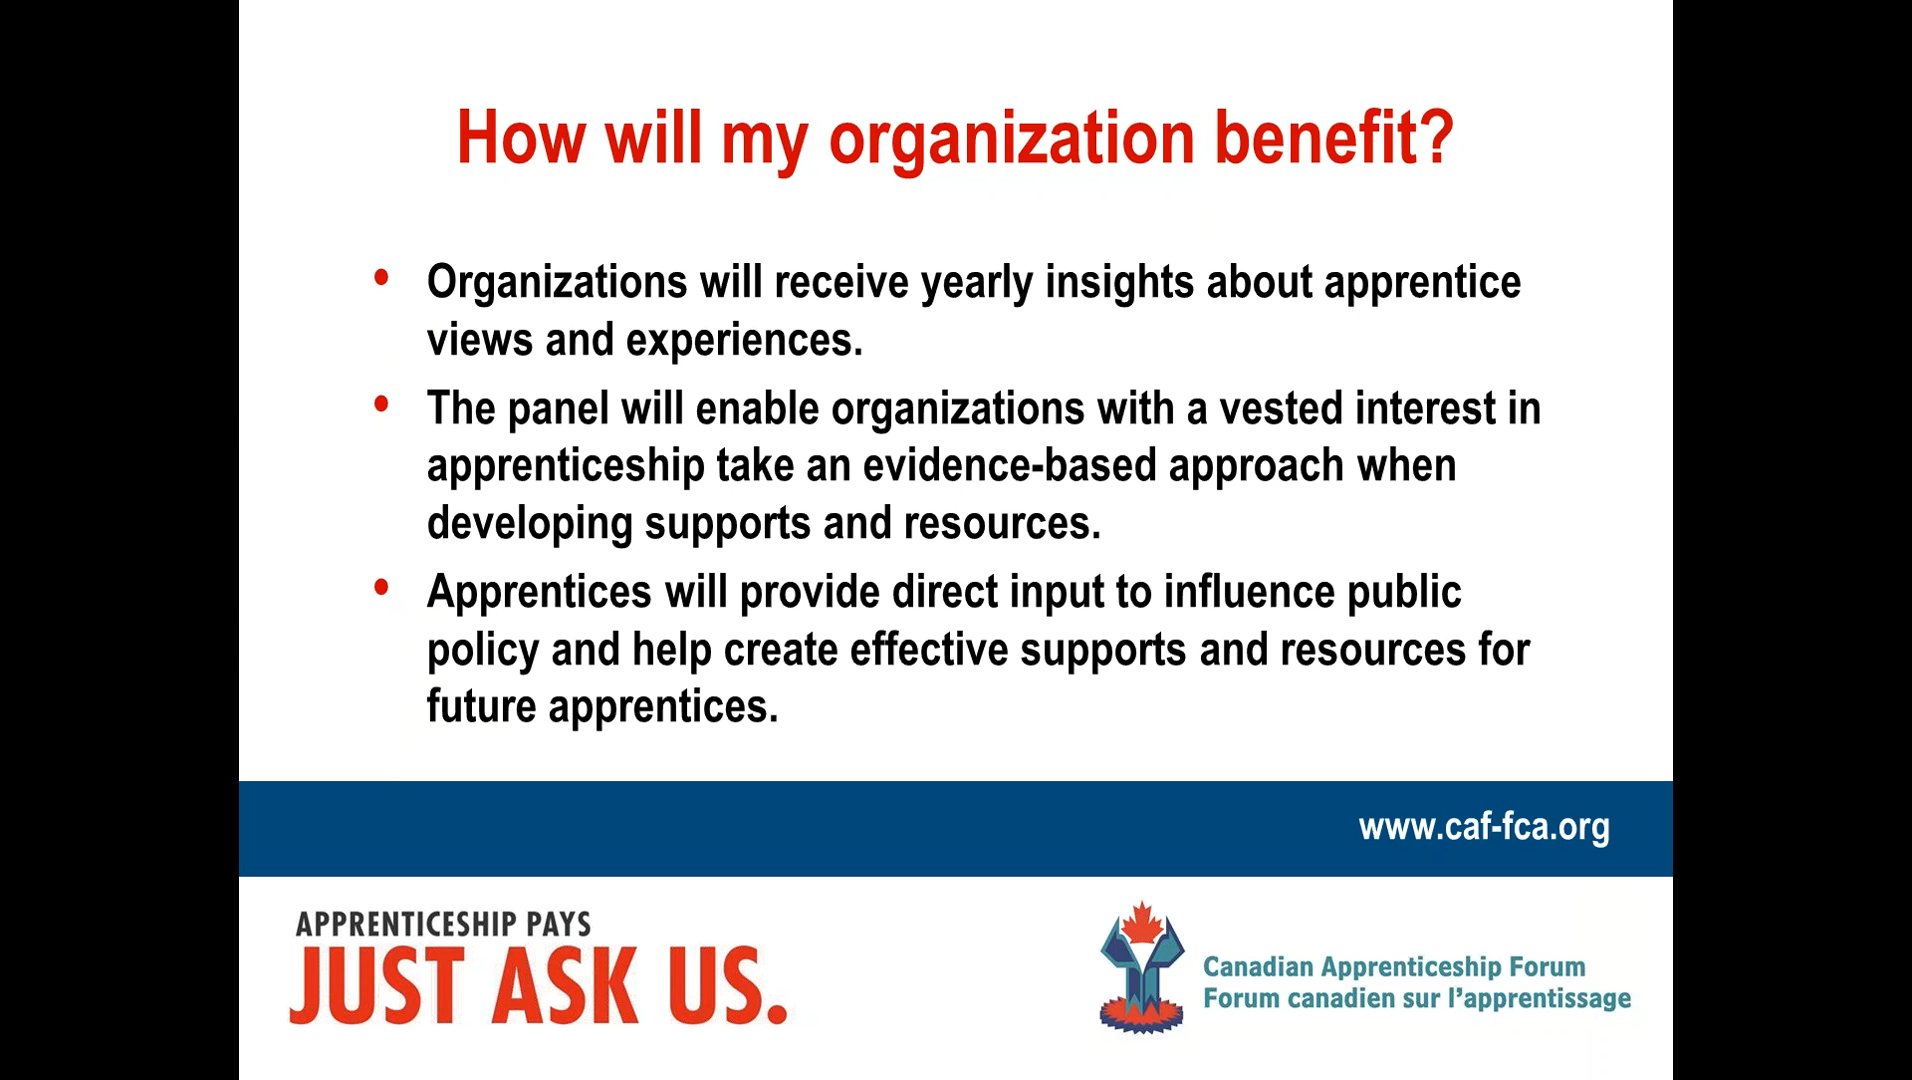 How will my organization benefit?
• Organizations will receive yearly insights about apprentice
views and experiences.
• The panel will enable organizations with a vested interest in
apprenticeship take an evidence-based approach when
developing supports and resources.
• Apprentices will provide direct input to influence public
policy and help create effective supports and resources for
future apprentices.
www.caf-fca.org
APPRENTICESHIP PAYS
JUST ASK US.
Canadian Apprenticeship Forum
Forum canadien sur l'apprentissage